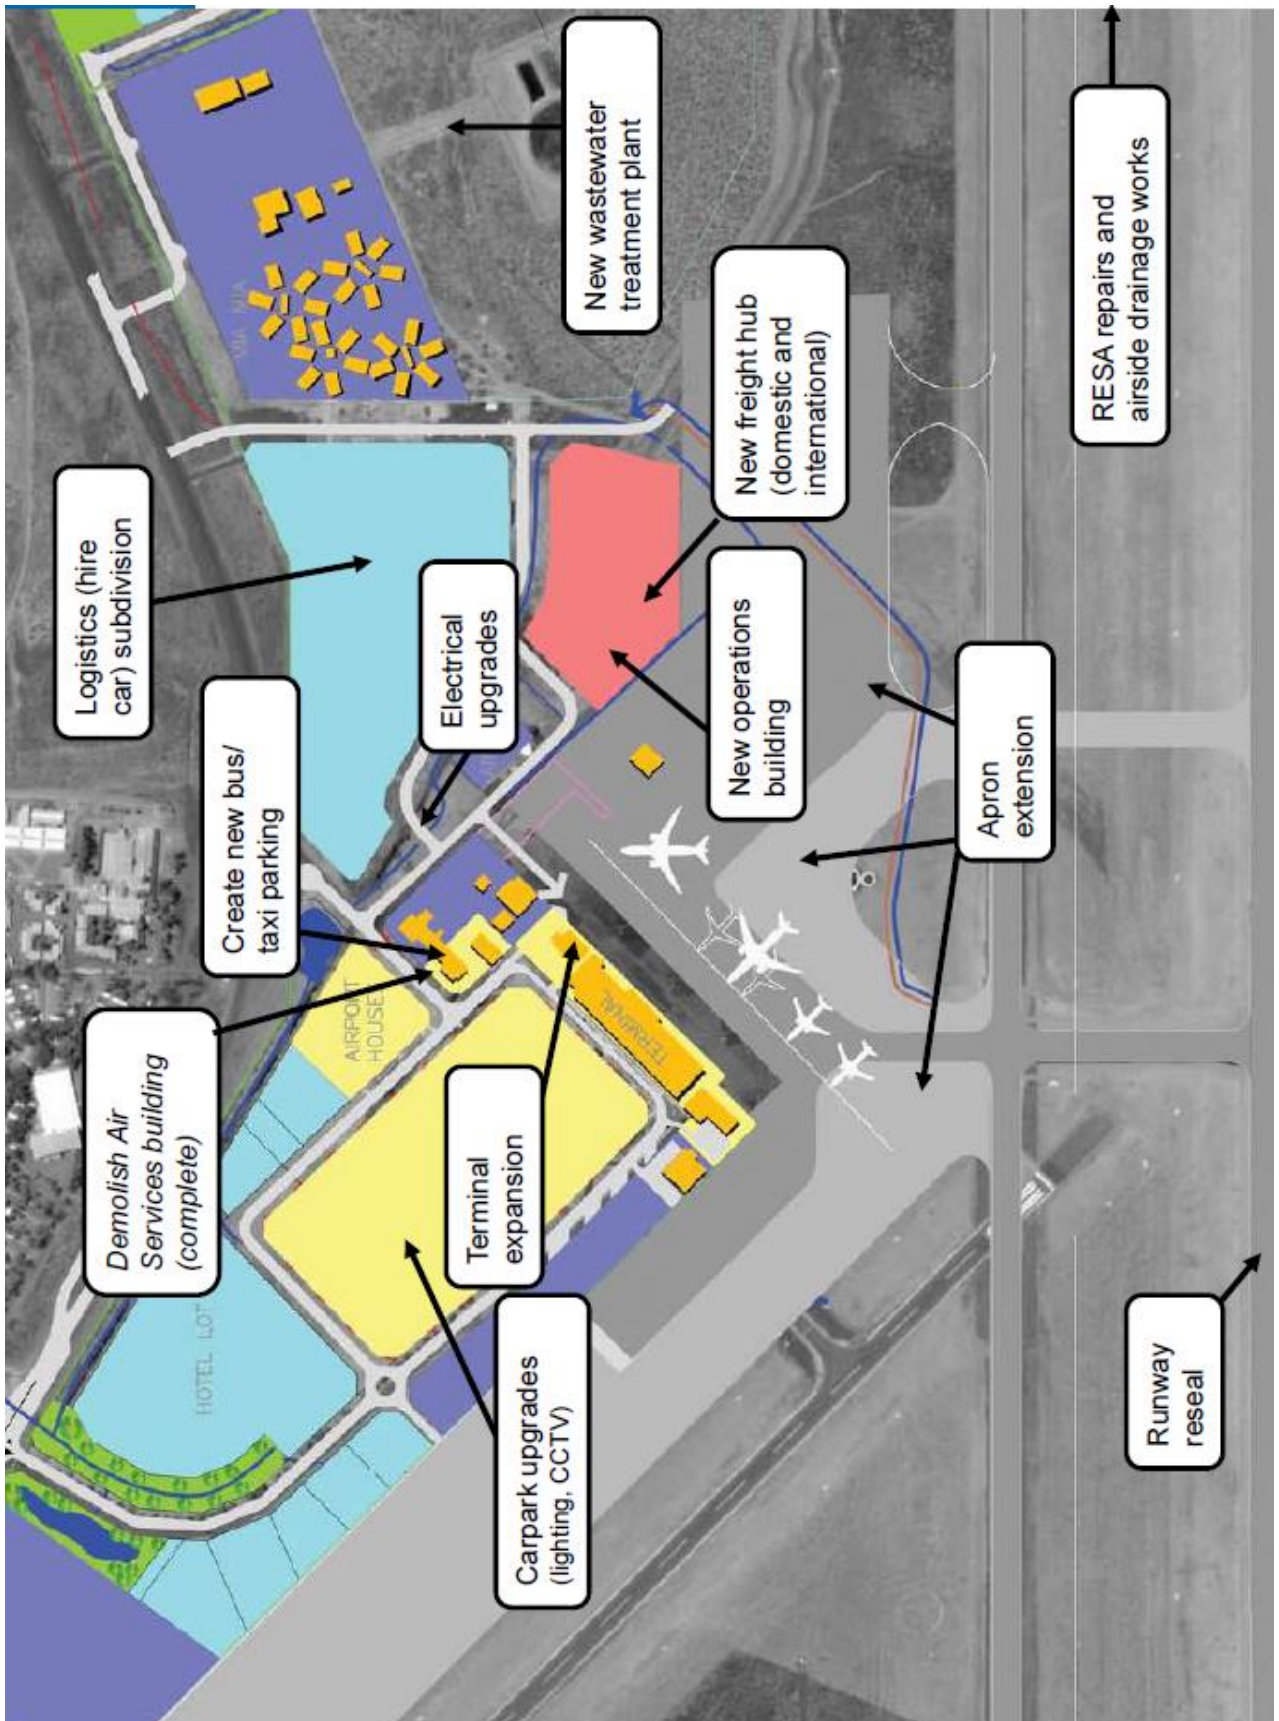 Demolish Air
Services building
(complete)
Create new bus/
taxi parking
Logistics (hire
car) subdivision
Electrical
upgrades
New wastewater
treatment plant
New freight hub
(domestic and
international)
New operations
building
Terminal
expansion
Carpark upgrades
(lighting, CCTV)
Apron
extension
RESA repairs and
airside drainage works
Runway
reseal
HOTEL LOT
AIRPORT
HOUSE
TERMINAL